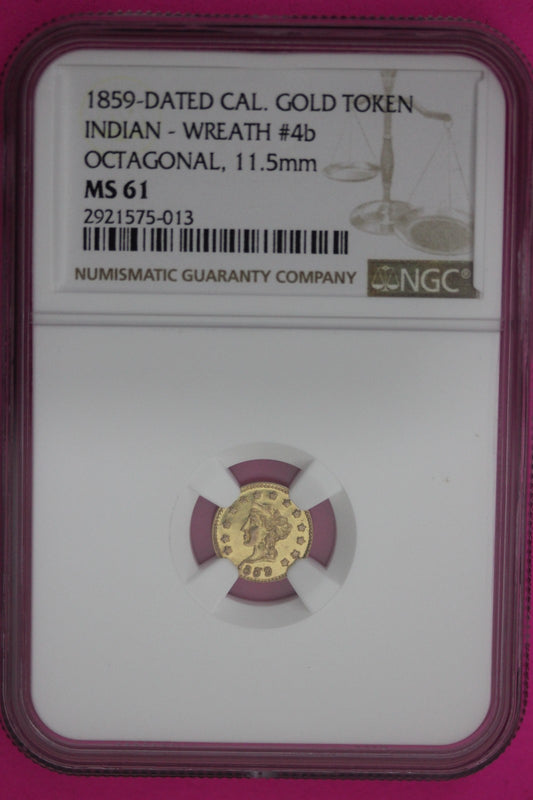 1859-DATED CAL. GOLD TOKEN
INDIAN - WREATH #4b
OCTAGONAL, 11.5mm
MS 61
2921575-013
NUMISMATIC GUARANTY COMPANY NGC®
859